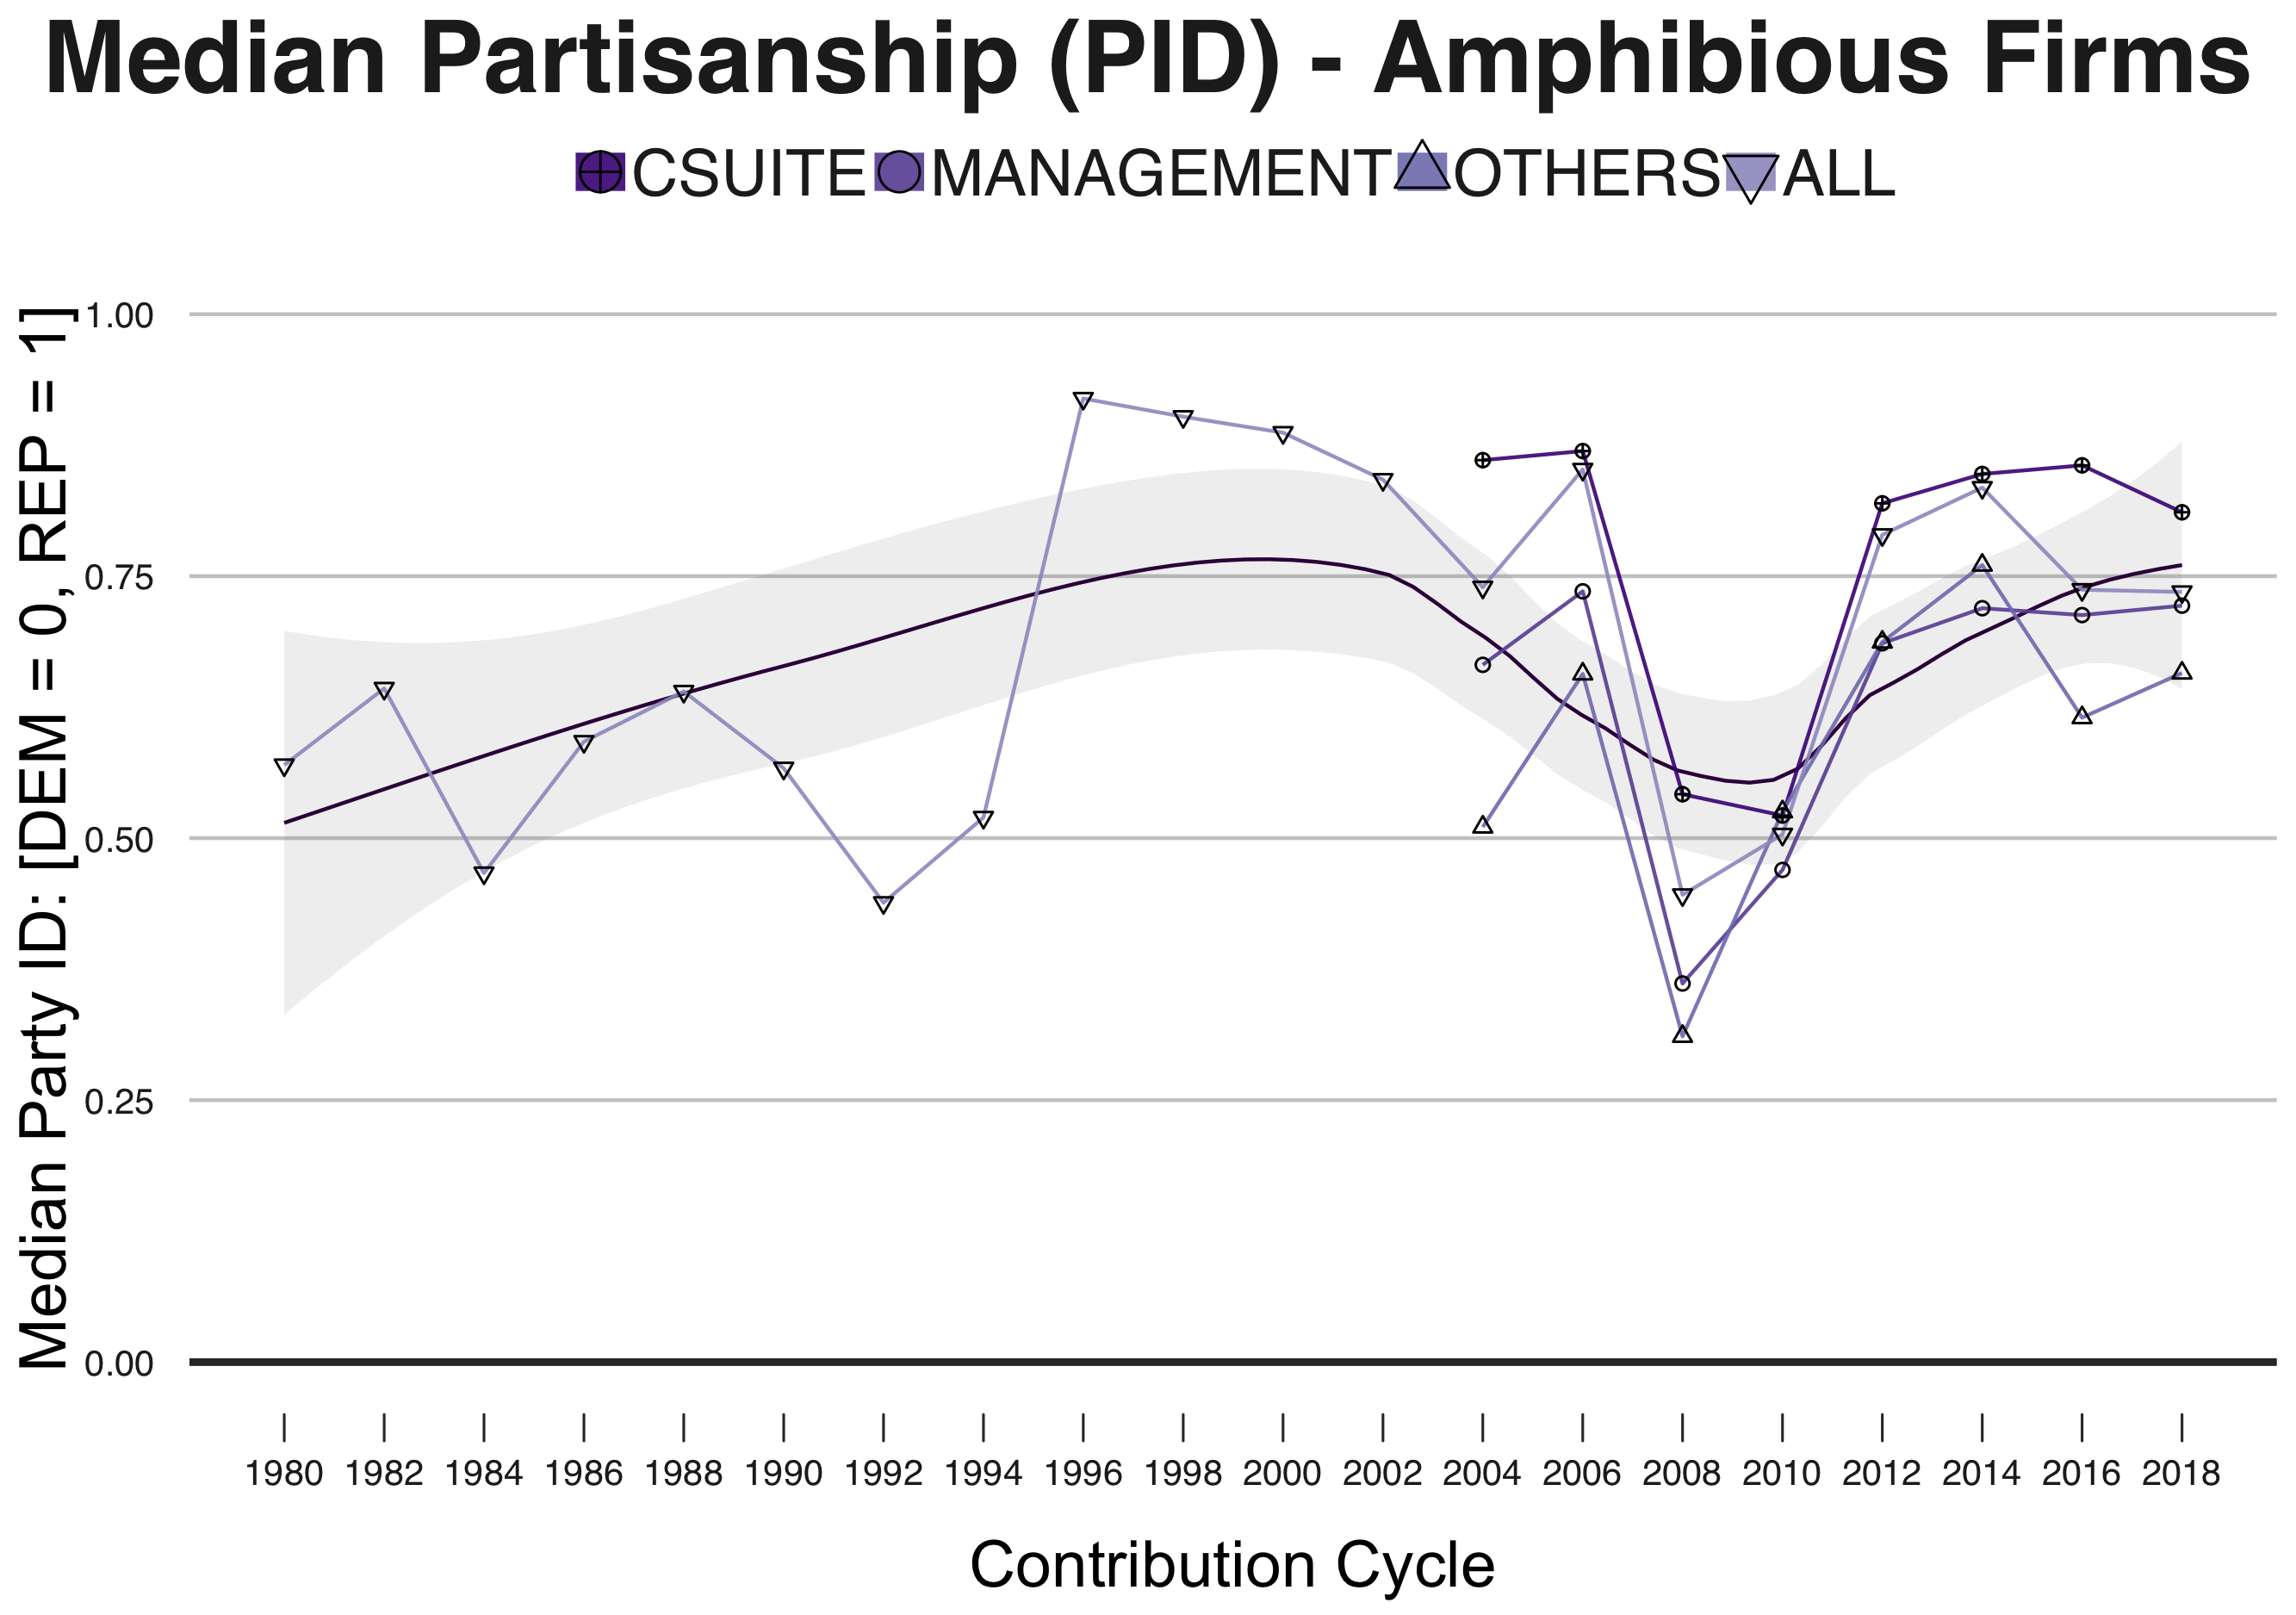 Median Partisanship (PID) - Amphibious Firms
CSUITE MANAGEMENT OTHERS ALL
Median Party ID: [DEM = 0, REP = 1]
1.00
0.75
0.50
0.25
0.00
1980 1982 1984 1986 1988 1990 1992 1994 1996 1998 2000 2002 2004 2006 2008 2010 2012 2014 2016 2018
Contribution Cycle